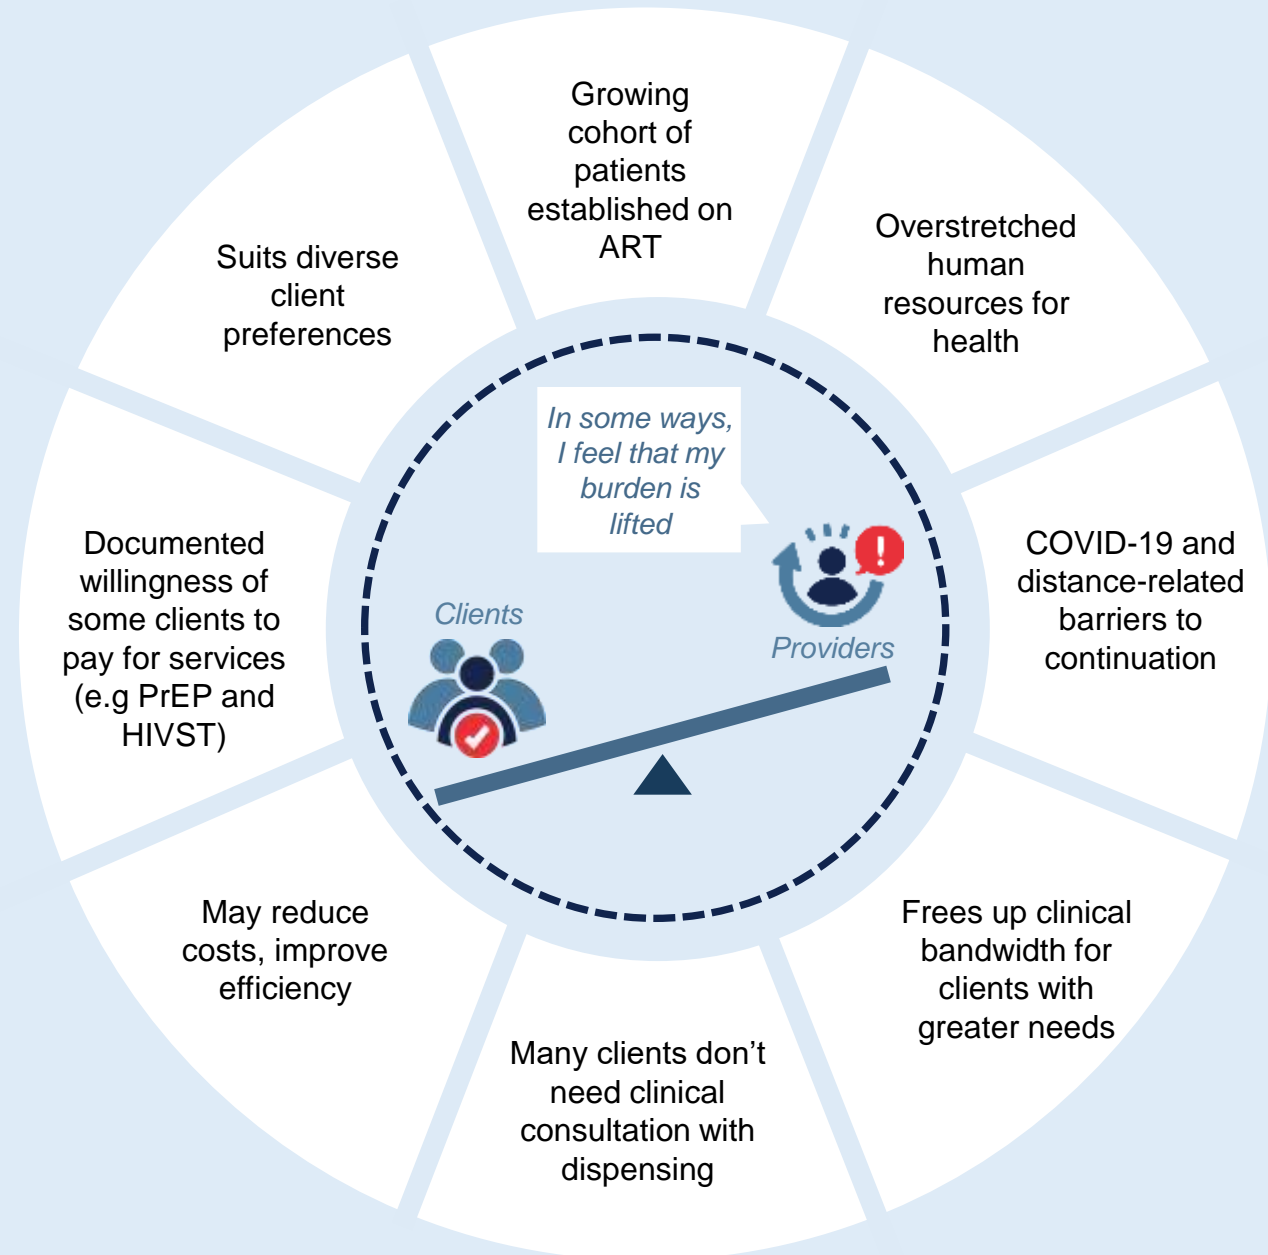 Growing
cohort of
patients
established on
ART
Overstretched
human
resources for
health
COVID-19 and
distance-related
barriers to
continuation
Frees up clinical
bandwidth for
clients with
greater needs
Many clients don’t
need clinical
consultation with
dispensing
May reduce
costs, improve
efficiency
Documented
willingness of
some clients to
pay for services
(e.g PrEP and
HIVST)
Suits diverse
client
preferences
In some ways,
I feel that my
burden is
lifted
Clients
Providers